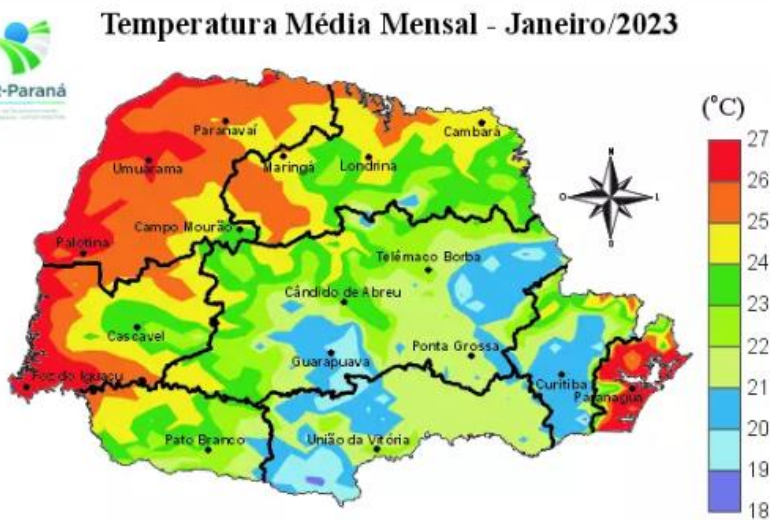 Temperatura Média Mensal - Janeiro/2023
R-Paraná
(°C)
27
26
25
24
23
22
21
20
19
18
N
O
L
Paranavaí
Cambará
Umuarama
Maringá
Londrina
Campo Mourão
Palotina
Telêmaco Borba
Cândido de Abreu
Cascavel
Guarapuava
Ponta Grossa
Foz do Iguaçu
Curitiba
Paranaguá
Pato Branco
União da Vitória